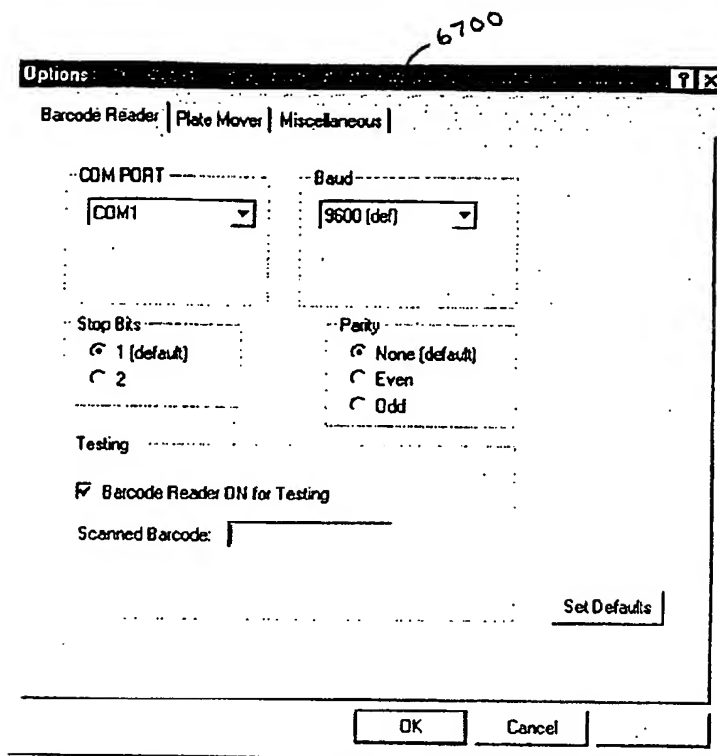 6700
Options
Barcode Reader Plate Mover Miscellaneous
COM PORT Baud
COM1 9600 (def)
Stop Bits Parity
1 (default) None (default)
2 Even
Odd
Testing
Barcode Reader ON for Testing
Scanned Barcode:
Set Defaults
OK Cancel